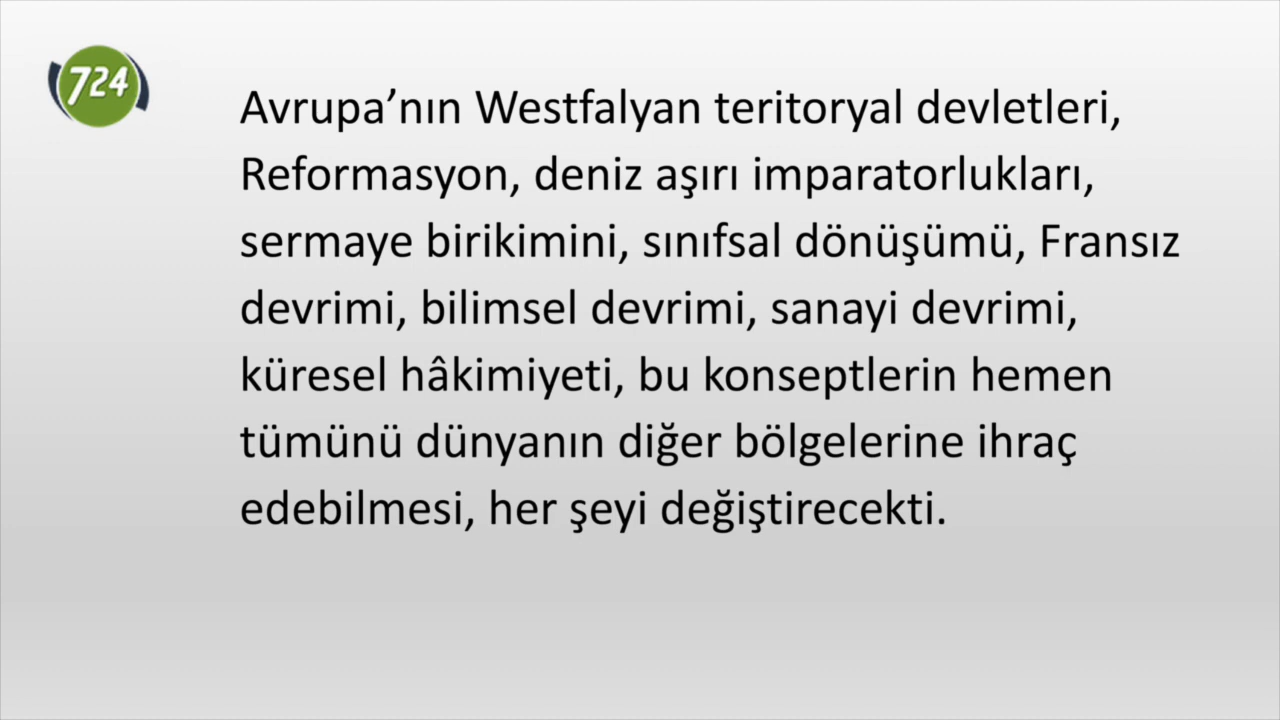 724
Avrupa’nın Westfalyan teritoryal devletleri,
Reformasyon, deniz aşırı imparatorlukları,
sermaye birikimini, sınıfsal dönüşümü, Fransız
devrimi, bilimsel devrimi, sanayi devrimi,
küresel hâkimiyeti, bu konseptlerin hemen
tümünü dünyanın diğer bölgelerine ihraç
edebilmesi, her şeyi değiştirecekti.